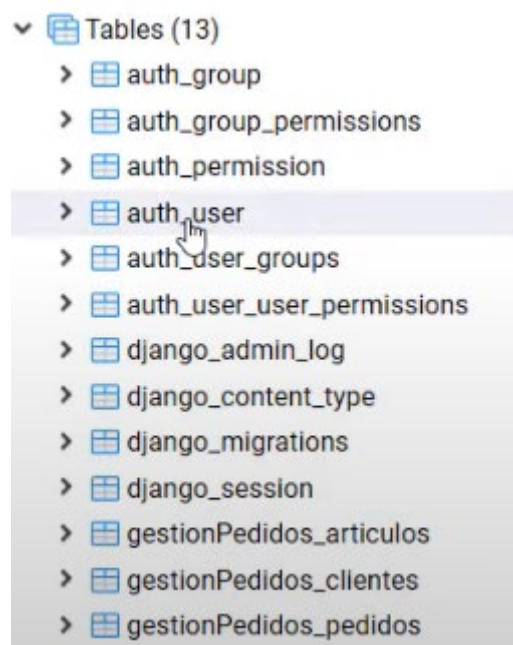 Tables (13)
auth_group
auth_group_permissions
auth_permission
auth_user
auth_user_groups
auth_user_user_permissions
django_admin_log
django_content_type
django_migrations
django_session
gestionPedidos_articulos
gestionPedidos_clientes
gestionPedidos_pedidos